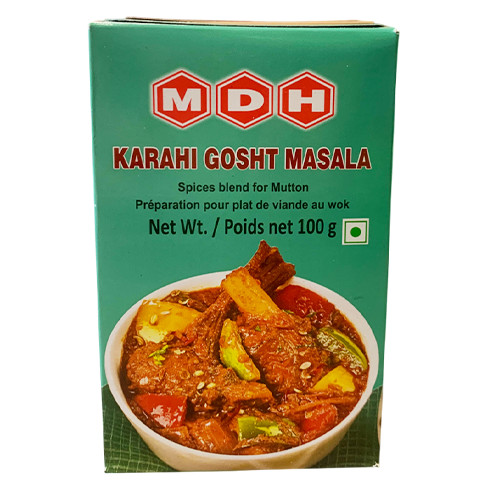 MDH
KARAHI GOSHT MASALA
Spices blend for Mutton
Préparation pour plat de viande au wok
Net Wt. / Poids net 100 g